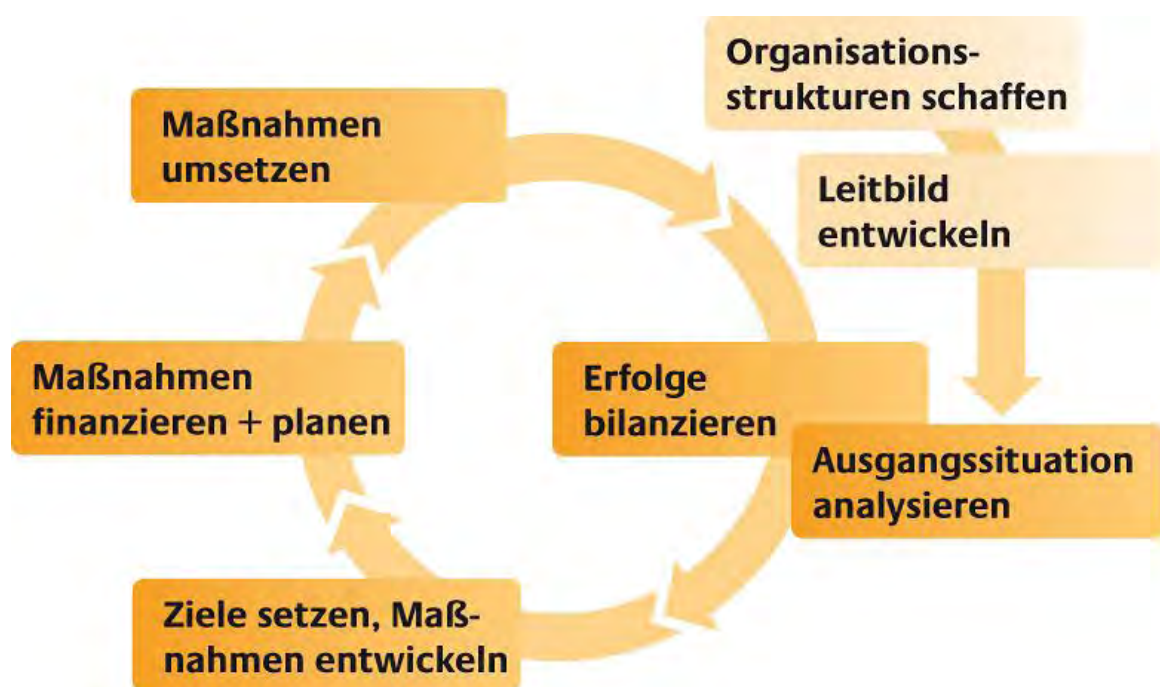 Organisations-
strukturen schaffen
Leitbild
entwickeln
Ausgangssituation
analysieren
Erfolge
bilanzieren
Ziele setzen, Maß-
nahmen entwickeln
Maßnahmen
finanzieren + planen
Maßnahmen
umsetzen